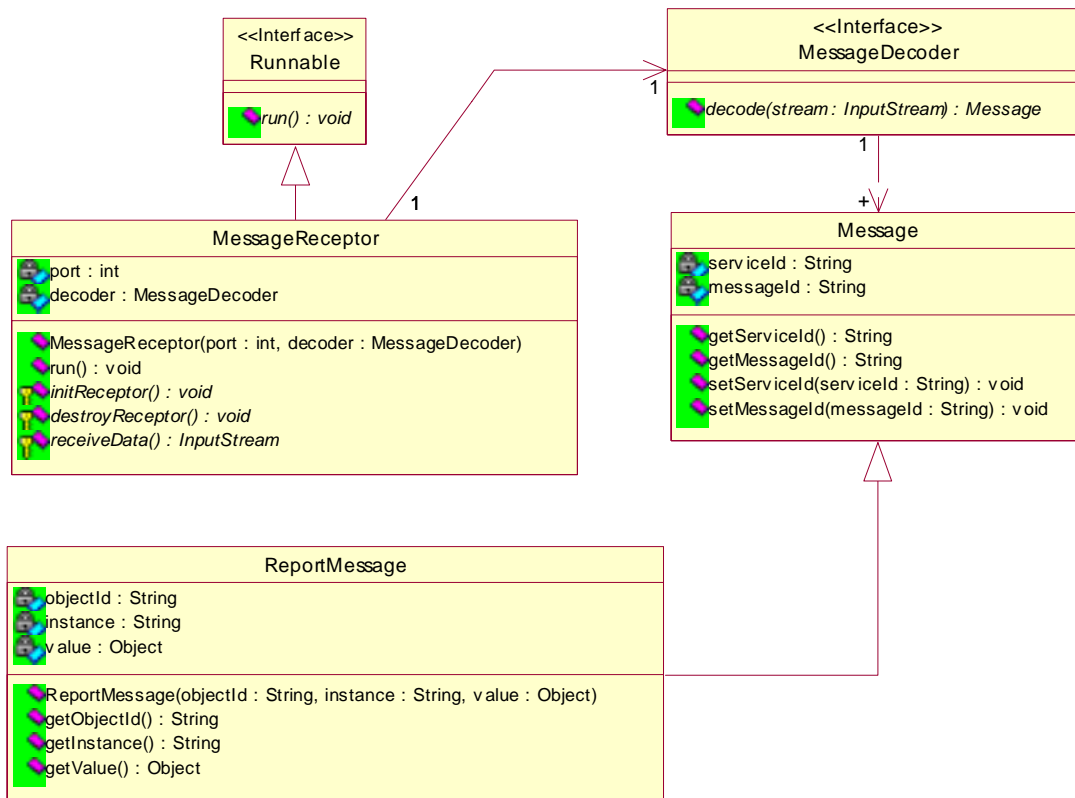 <<Interface>>
Runnable
run() : void
<<Interface>>
MessageDecoder
decode(stream : InputStream) : Message
1
1
1
+
MessageReceptor
port : int
decoder : MessageDecoder
MessageReceptor(port : int, decoder : MessageDecoder)
run() : void
initReceptor() : void
destroyReceptor() : void
receiveData() : InputStream
Message
serviceId : String
messageId : String
getServiceId() : String
getMessageId() : String
setServiceId(serviceId : String) : void
setMessageId(messageId : String) : void
ReportMessage
objectId : String
instance : String
value : Object
ReportMessage(objectId : String, instance : String, value : Object)
getObjectId() : String
getInstance() : String
getValue() : Object